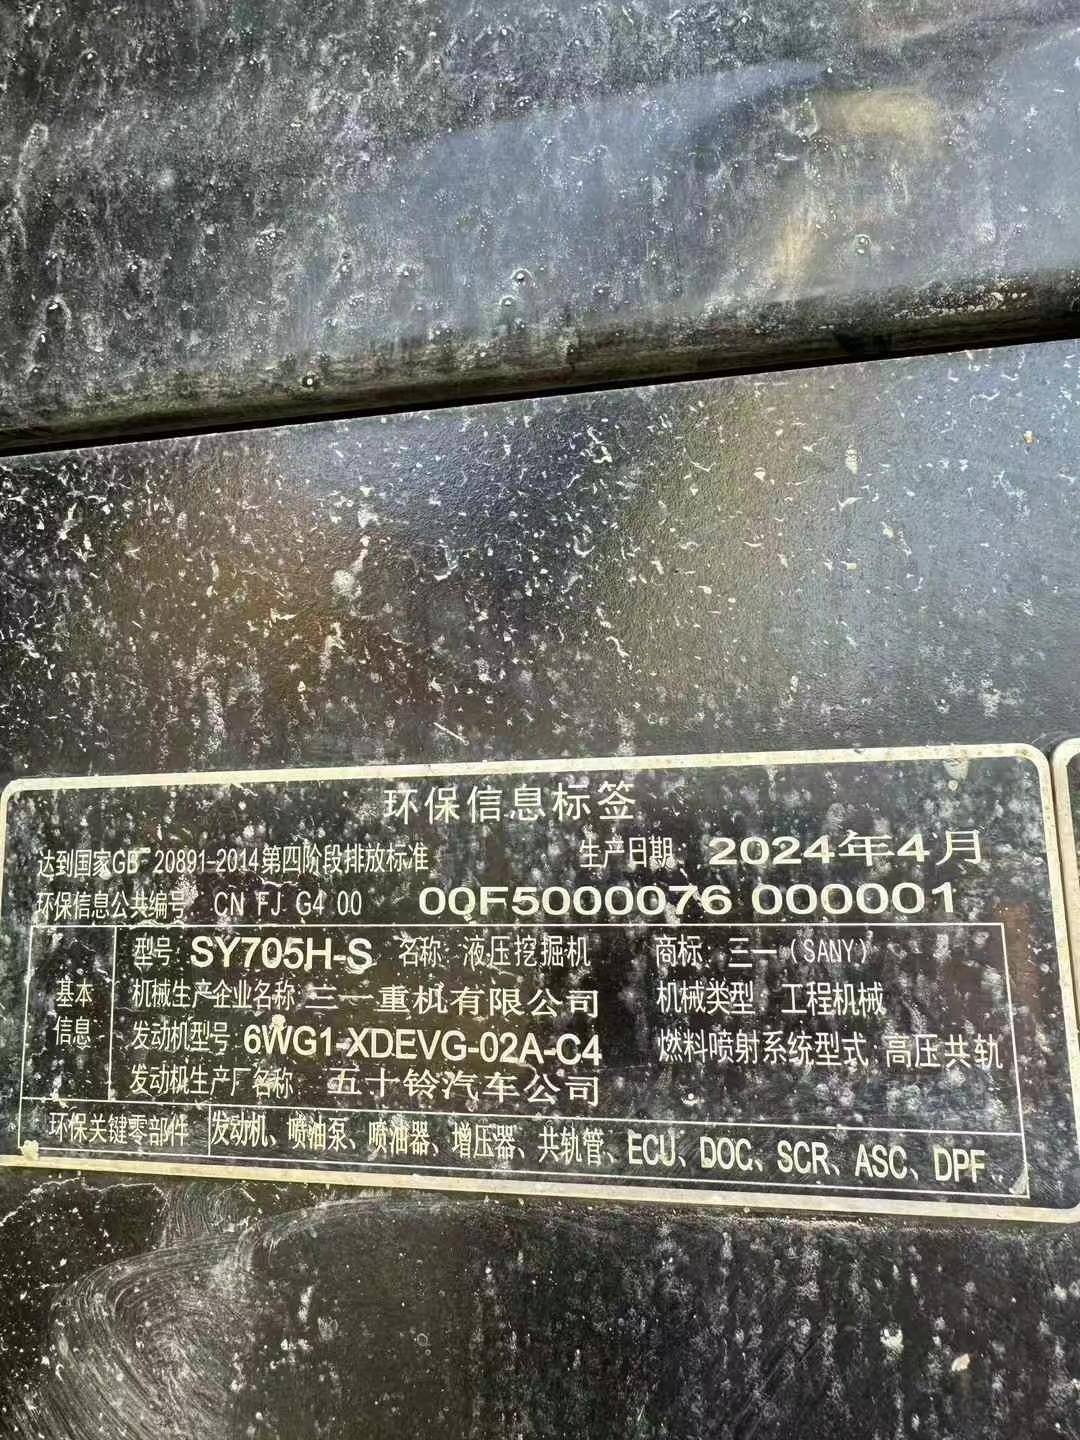 环保信息标签
达到国家GB 20891-2014第四阶段排放标准 生产日期: 2024年4月
环保信息公共编号: CN FJ G4 00 00F5000076 000001
基本信息
型号: SY705H-S 名称: 液压挖掘机 商标: 三一(SANY)
机械生产企业名称: 三一重机有限公司 机械类型: 工程机械
发动机型号: 6WG1-XDEVG-02A-C4 燃料喷射系统型式: 高压共轨
发动机生产厂名称: 五十铃汽车公司
环保关键零部件 发动机、喷油泵、喷油器、增压器、共轨管、ECU、DOC、SCR、ASC、DPF